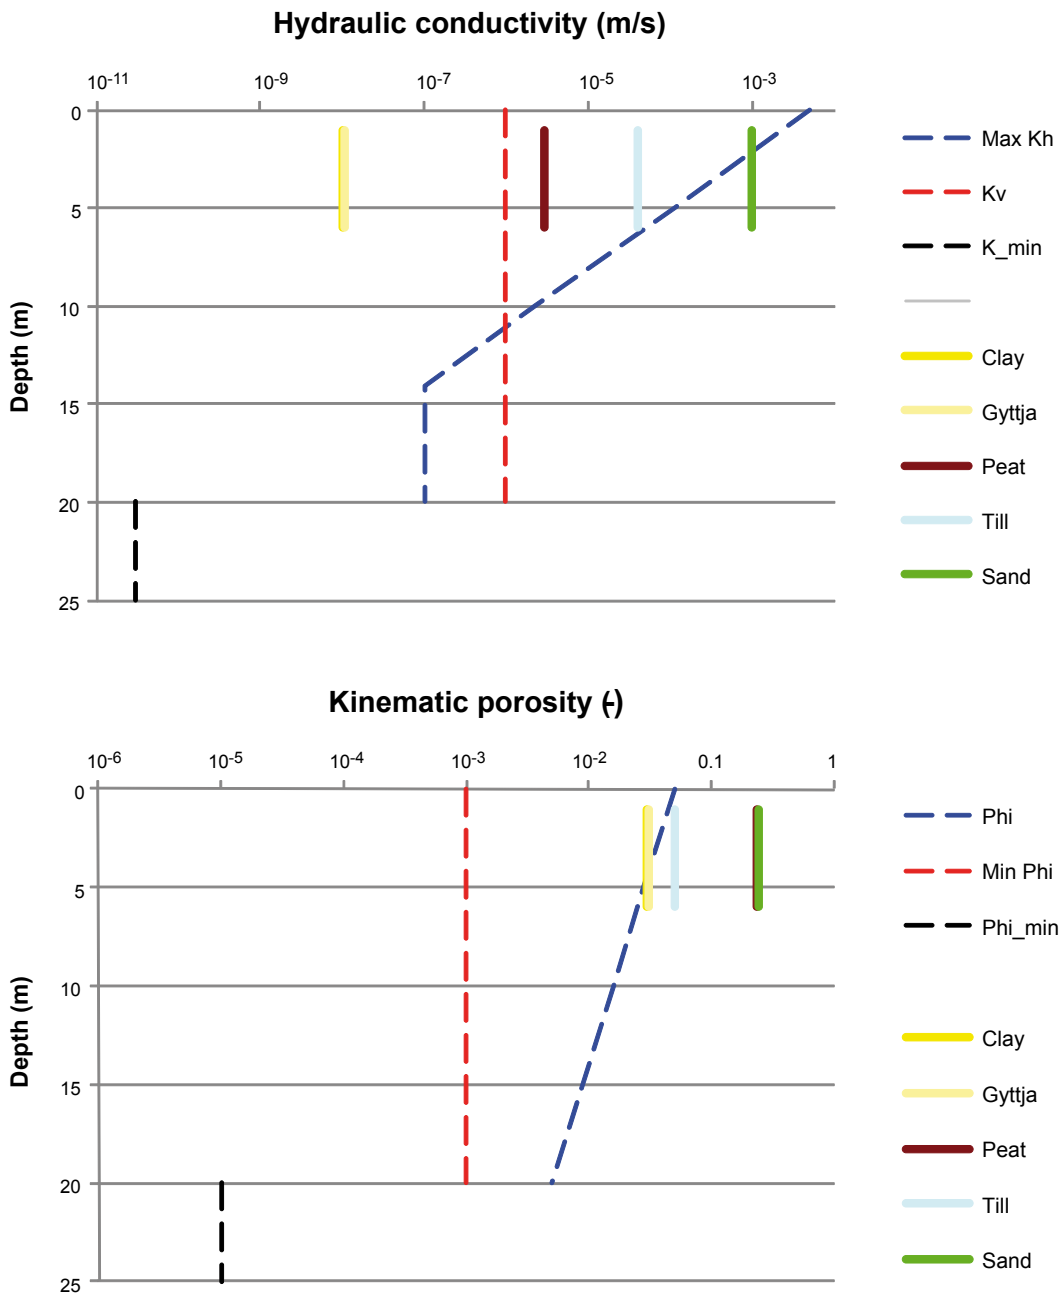 Hydraulic conductivity (m/s)
10-11 10-9 10-7 10-5 10-3
0
5
10
15
20
25
Depth (m)
Max Kh
Kv
K_min
Clay
Gyttja
Peat
Till
Sand
Kinematic porosity (-)
10-6 10-5 10-4 10-3 10-2 0.1 1
0
5
10
15
20
25
Depth (m)
Phi
Min Phi
Phi_min
Clay
Gyttja
Peat
Till
Sand